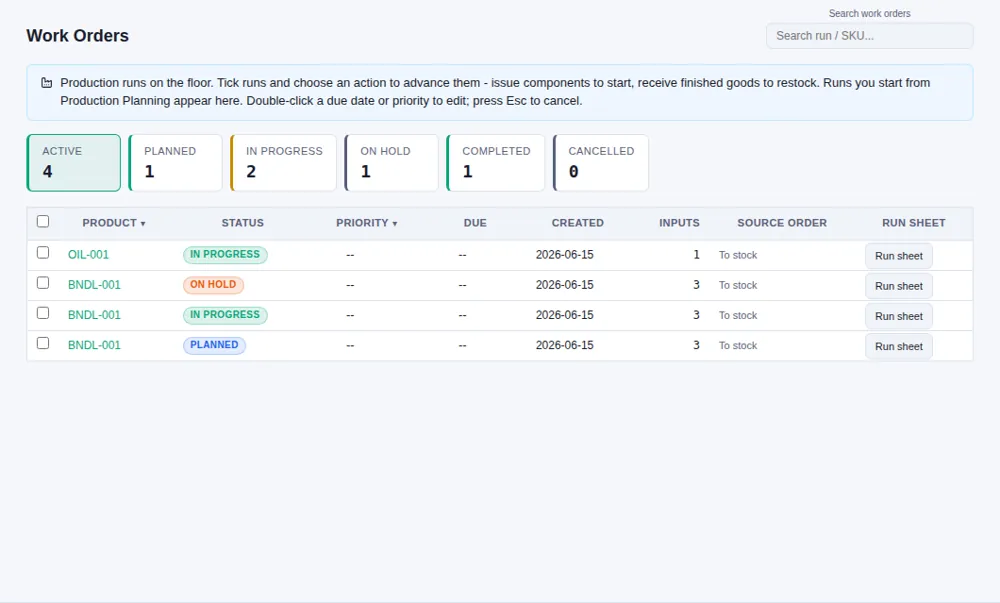 Search work orders
Work Orders
Search run / SKU...
Production runs on the floor. Tick runs and choose an action to advance them - issue components to start, receive finished goods to restock. Runs you start from
Production Planning appear here. Double-click a due date or priority to edit; press Esc to cancel.
ACTIVE PLANNED IN PROGRESS ON HOLD COMPLETED CANCELLED
4 1 2 1 1 0
PRODUCT ▾ STATUS PRIORITY ▾ DUE CREATED INPUTS SOURCE ORDER RUN SHEET
OIL-001 IN PROGRESS -- -- 2026-06-15 1 To stock Run sheet
BNDL-001 ON HOLD -- -- 2026-06-15 3 To stock Run sheet
BNDL-001 IN PROGRESS -- -- 2026-06-15 3 To stock Run sheet
BNDL-001 PLANNED -- -- 2026-06-15 3 To stock Run sheet